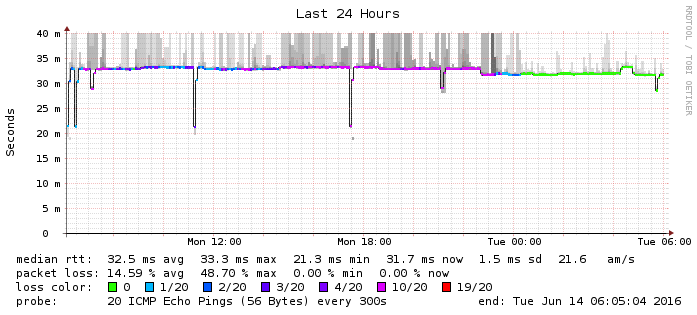 Last 24 Hours
RRDTOOL / TOBI OETIKER
Seconds
40 m
35 m
30 m
25 m
20 m
15 m
10 m
5 m
0
Mon 12:00 Mon 18:00 Tue 00:00 Tue 06:00
median rtt: 32.5 ms avg 33.3 ms max 21.3 ms min 31.7 ms now 1.5 ms sd 21.6 am/s
packet loss: 14.59 % avg 48.70 % max 0.00 % min 0.00 % now
loss color: 0 1/20 2/20 3/20 4/20 10/20 19/20
probe: 20 ICMP Echo Pings (56 Bytes) every 300s end: Tue Jun 14 06:05:04 2016